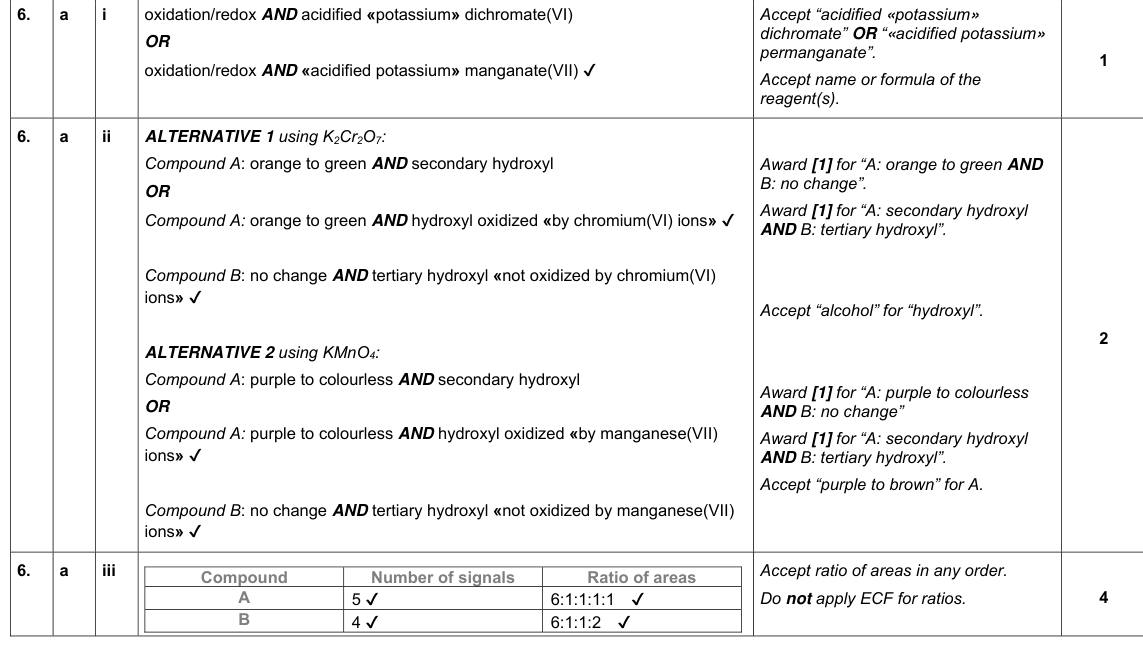 6. a i oxidation/redox AND acidified «potassium» dichromate(VI)
OR
oxidation/redox AND «acidified potassium» manganate(VII) ✓
Accept “acidified «potassium»
dichromate” OR “«acidified potassium»
permanganate”.
Accept name or formula of the
reagent(s).
1
6. a ii ALTERNATIVE 1 using K₂Cr₂O₇:
Compound A: orange to green AND secondary hydroxyl
OR
Compound A: orange to green AND hydroxyl oxidized «by chromium(VI) ions» ✓
Compound B: no change AND tertiary hydroxyl «not oxidized by chromium(VI)
ions» ✓
ALTERNATIVE 2 using KMnO₄:
Compound A: purple to colourless AND secondary hydroxyl
OR
Compound A: purple to colourless AND hydroxyl oxidized «by manganese(VII)
ions» ✓
Compound B: no change AND tertiary hydroxyl «not oxidized by manganese(VII)
ions» ✓
Award [1] for “A: orange to green AND
B: no change”.
Award [1] for “A: secondary hydroxyl
AND B: tertiary hydroxyl”.
Accept “alcohol” for “hydroxyl”.
Award [1] for “A: purple to colourless
AND B: no change”
Award [1] for “A: secondary hydroxyl
AND B: tertiary hydroxyl”.
Accept “purple to brown” for A.
2
6. a iii
Compound Number of signals Ratio of areas
A 5 ✓ 6:1:1:1:1 ✓
B 4 ✓ 6:1:1:2 ✓
Accept ratio of areas in any order.
Do not apply ECF for ratios.
4